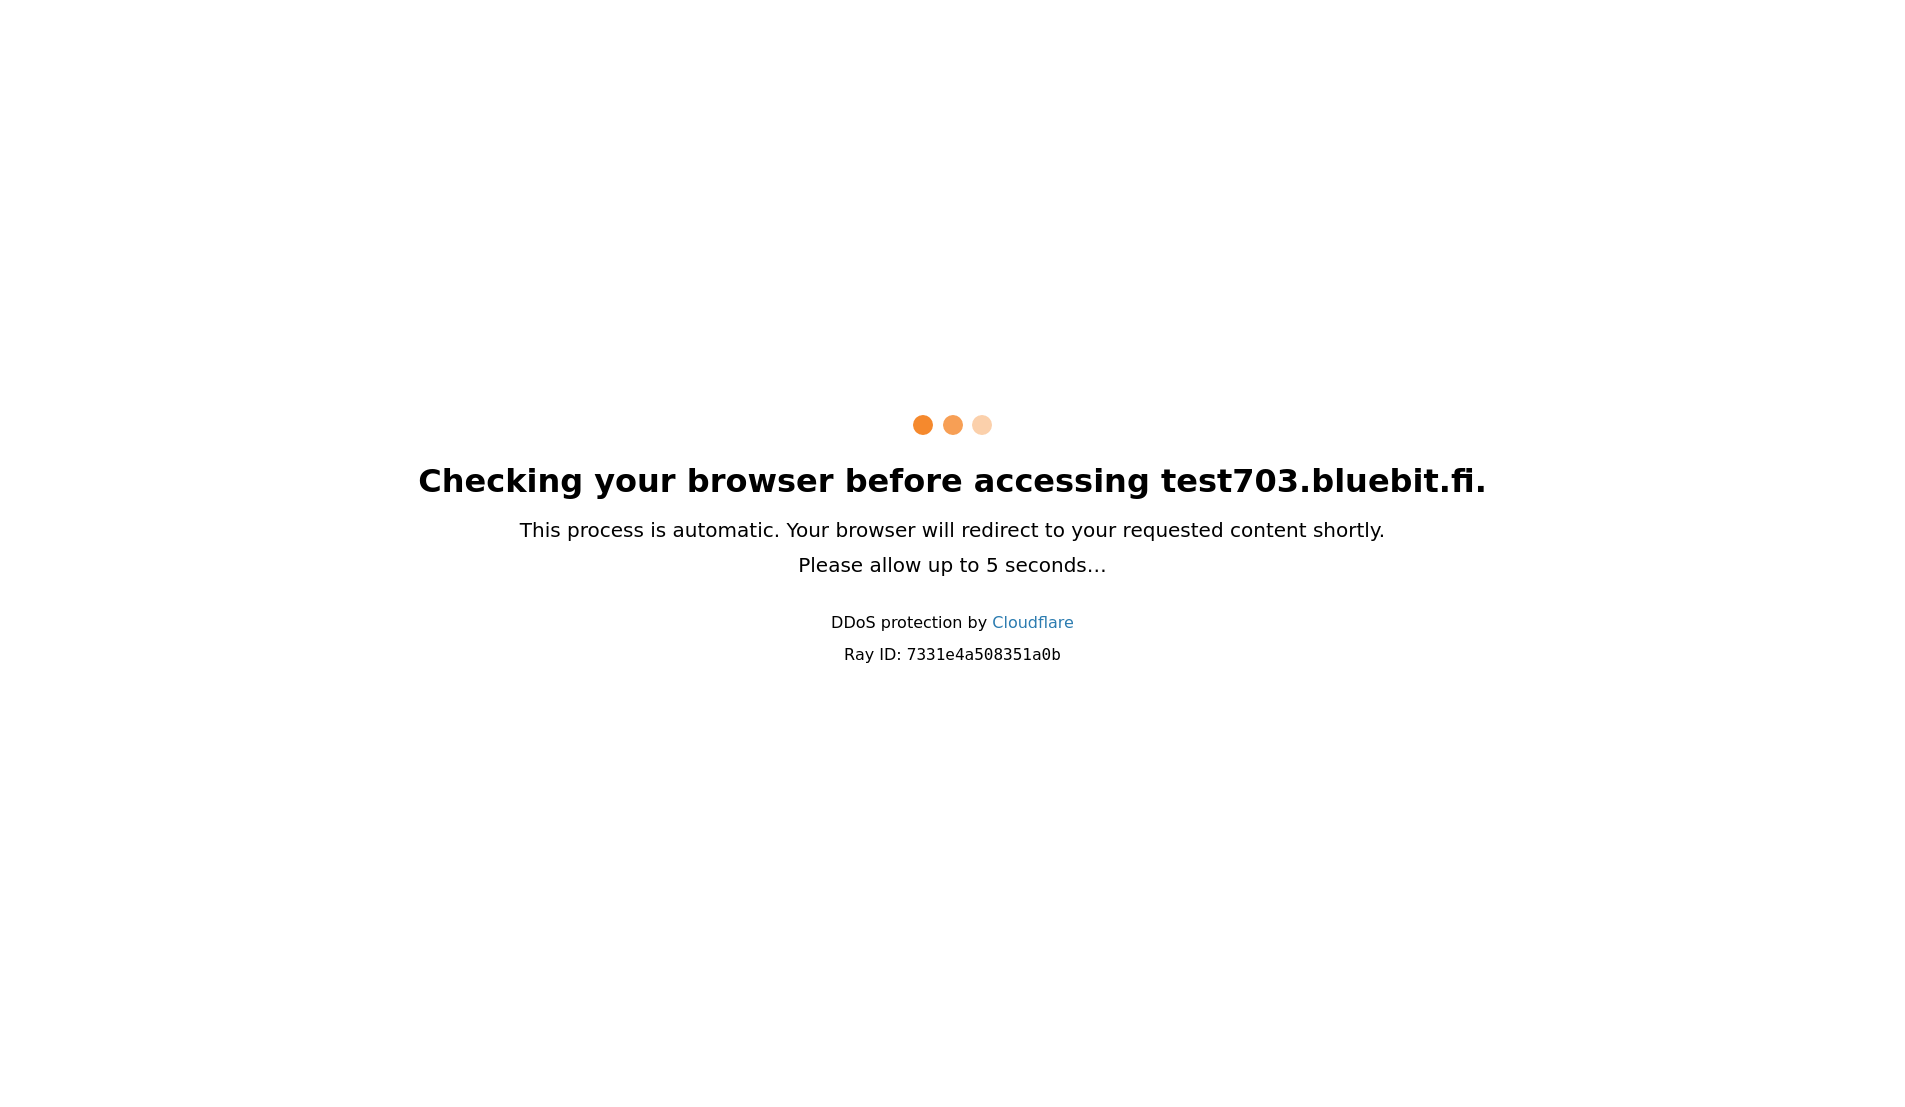 Checking your browser before accessing test703.bluebit.fi.
This process is automatic. Your browser will redirect to your requested content shortly.
Please allow up to 5 seconds…
DDoS protection by Cloudflare
Ray ID: 7331e4a508351a0b